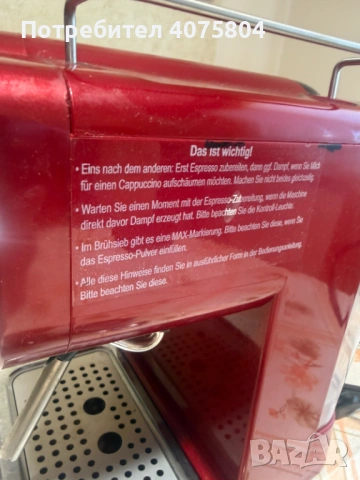 Потребител 4075804
Das ist wichtig!
• Eins nach dem anderen: Erst Espresso zubereiten, dann ggf. Dampf, wenn Sie Milch
für einen Cappuccino aufschäumen möchten. Machen Sie nicht beides gleichzeitig.
• Warten Sie einen Moment mit der Espresso-Zubereitung, wenn die Maschine
direkt davor Dampf erzeugt hat. Bitte beachten Sie die Kontroll-Leuchte.
• Im Brühsieb gibt es eine MAX-Markierung. Bitte beachten Sie diese, wenn Sie
das Espresso-Pulver einfüllen.
• Alle diese Hinweise finden Sie in ausführlicher Form in der Bedienungsanleitung.
Bitte beachten Sie diese.
BAZAR